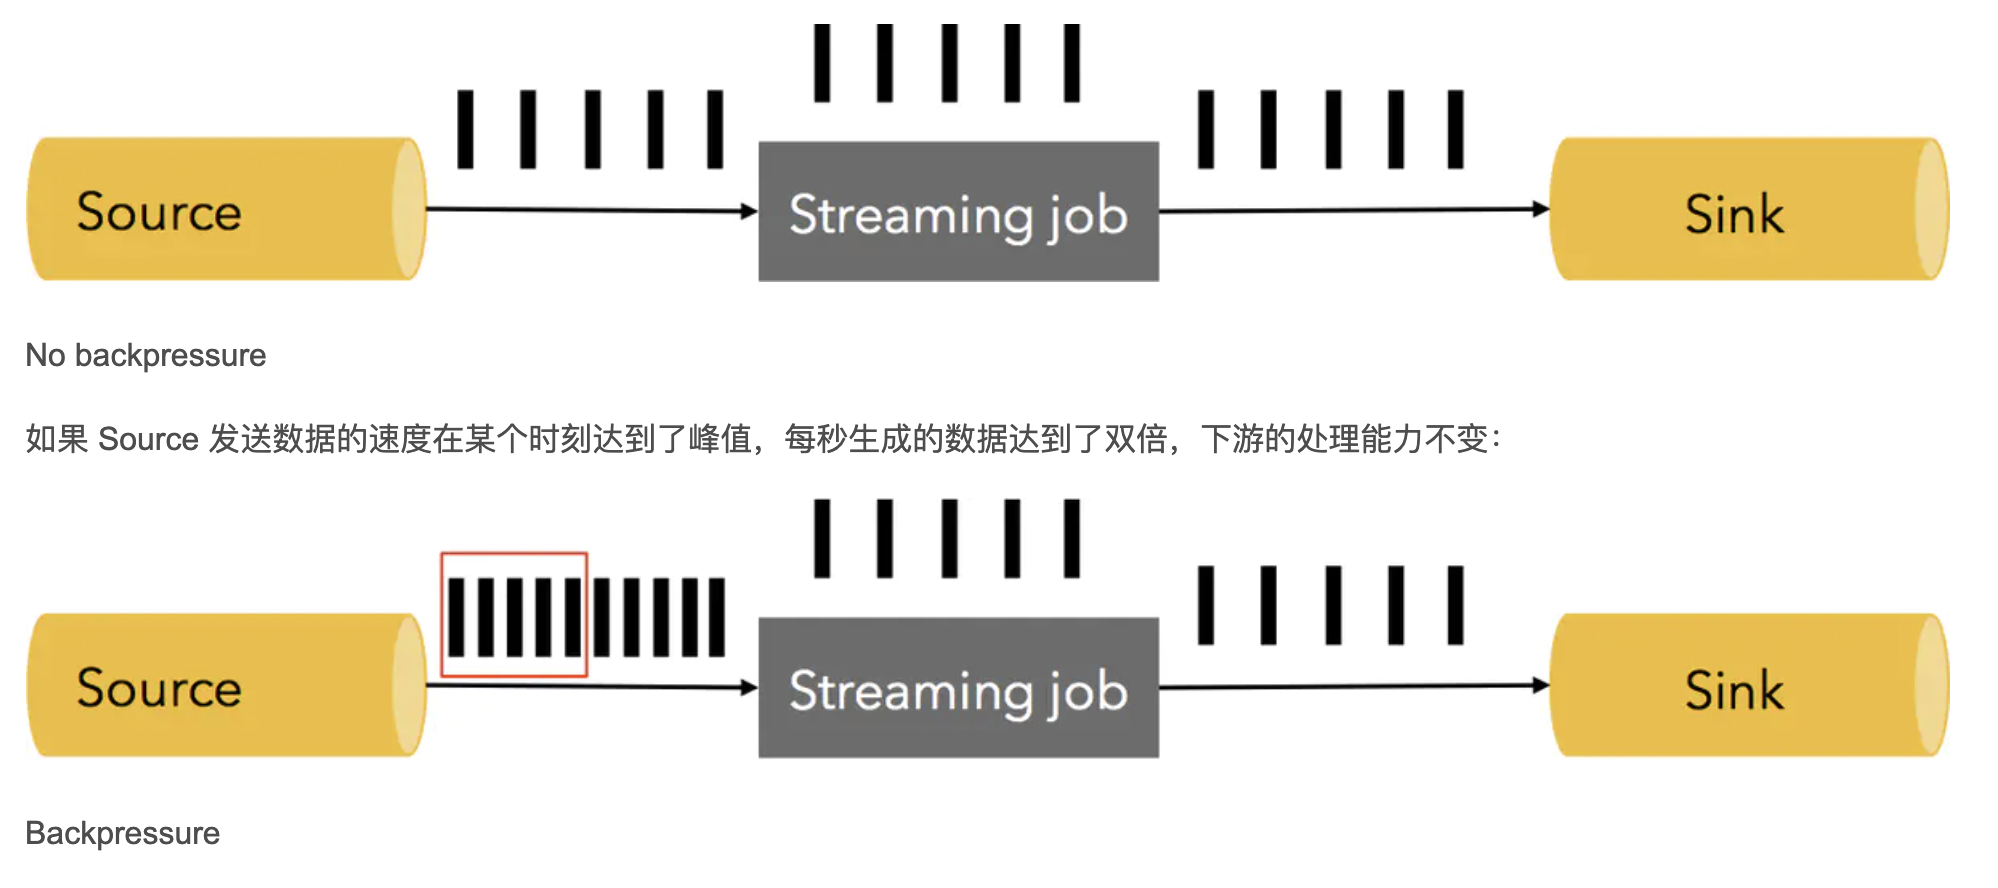 Source
Streaming job
Sink
No backpressure
如果 Source 发送数据的速度在某个时刻达到了峰值，每秒生成的数据达到了双倍，下游的处理能力不变：
Source
Streaming job
Sink
Backpressure